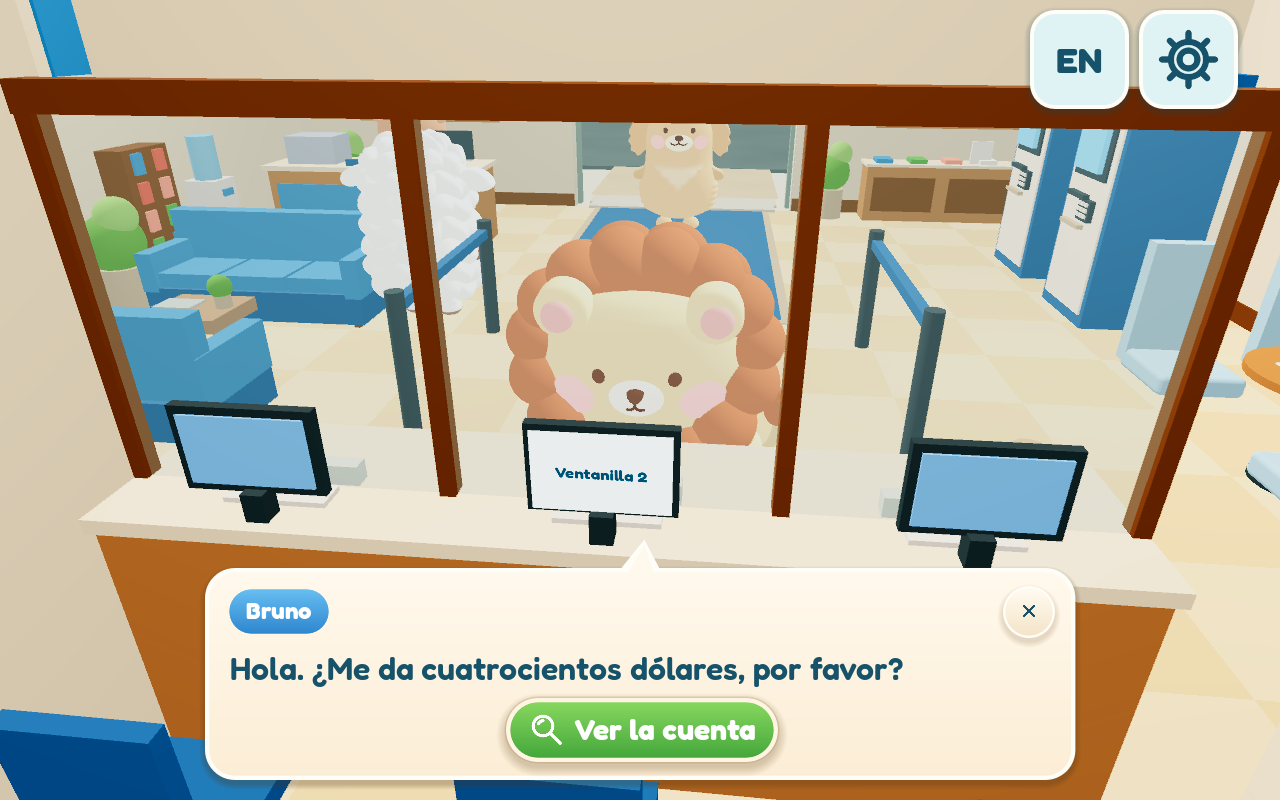 EN
Ventanilla 2
Bruno
Hola. ¿Me da cuatrocientos dólares, por favor?
Ver la cuenta